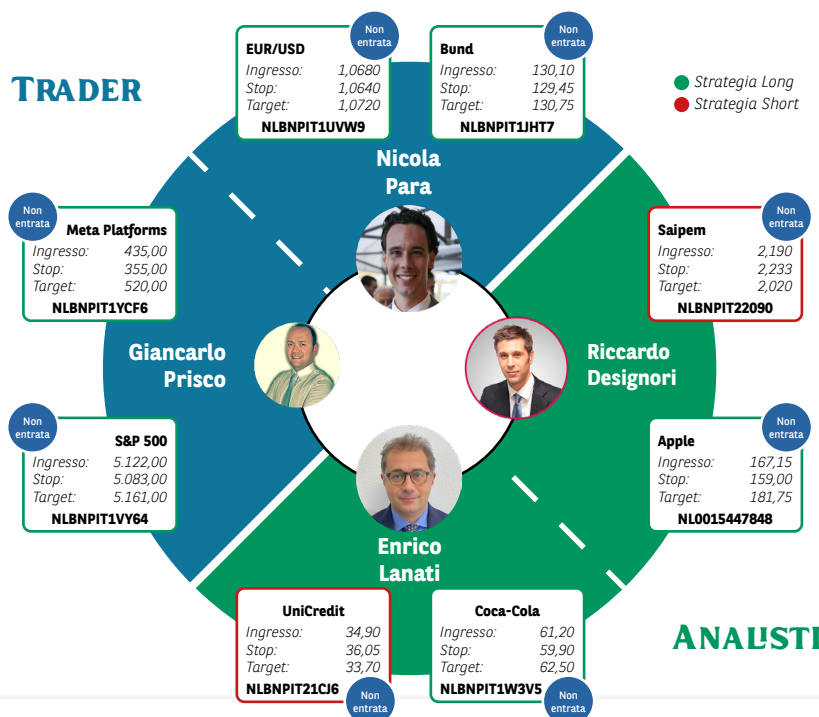 TRADER
EUR/USD
Non
entrata
Ingresso: 1,0680
Stop: 1,0640
Target: 1,0720
NLBNPIT1UVW9
Bund
Non
entrata
Ingresso: 130,10
Stop: 129,45
Target: 130,75
NLBNPIT1JHT7
Strategia Long
Strategia Short
Nicola
Para
Non
entrata
Meta Platforms
Ingresso: 435,00
Stop: 355,00
Target: 520,00
NLBNPIT1YCF6
Saipem
Non
entrata
Ingresso: 2,190
Stop: 2,233
Target: 2,020
NLBNPIT22090
Giancarlo
Prisco
Riccardo
Designori
Non
entrata
S&P 500
Ingresso: 5.122,00
Stop: 5.083,00
Target: 5.161,00
NLBNPIT1VY64
Apple
Non
entrata
Ingresso: 167,15
Stop: 159,00
Target: 181,75
NL0015447848
Enrico
Lanati
UniCredit
Ingresso: 34,90
Stop: 36,05
Target: 33,70
NLBNPIT21CJ6
Non
entrata
Coca-Cola
Ingresso: 61,20
Stop: 59,90
Target: 62,50
NLBNPIT1W3V5
Non
entrata
ANALISTI